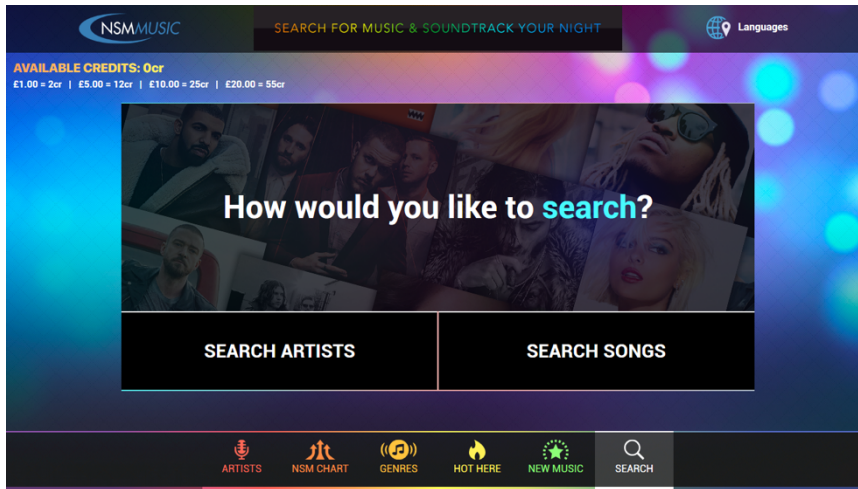 NSMMUSIC
SEARCH FOR MUSIC & SOUNDTRACK YOUR NIGHT
Languages
AVAILABLE CREDITS: 0cr
£1.00 = 2cr | £5.00 = 12cr | £10.00 = 25cr | £20.00 = 55cr
How would you like to search?
SEARCH ARTISTS
SEARCH SONGS
ARTISTS
NSM CHART
GENRES
HOT HERE
NEW MUSIC
SEARCH